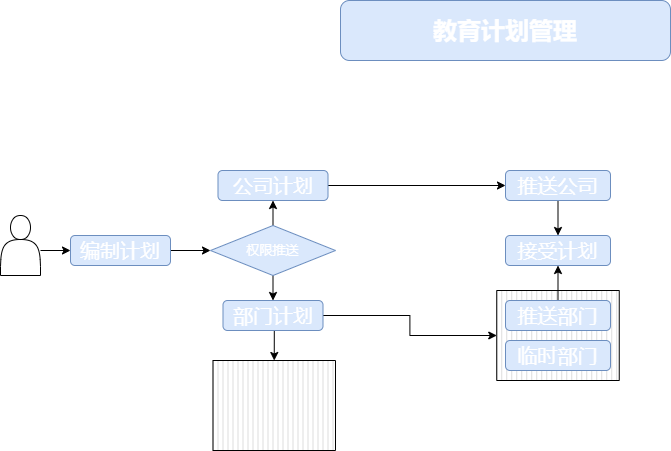 教育计划管理
公司计划
推送公司
编制计划
权限推送
接受计划
部门计划
推送部门
临时部门